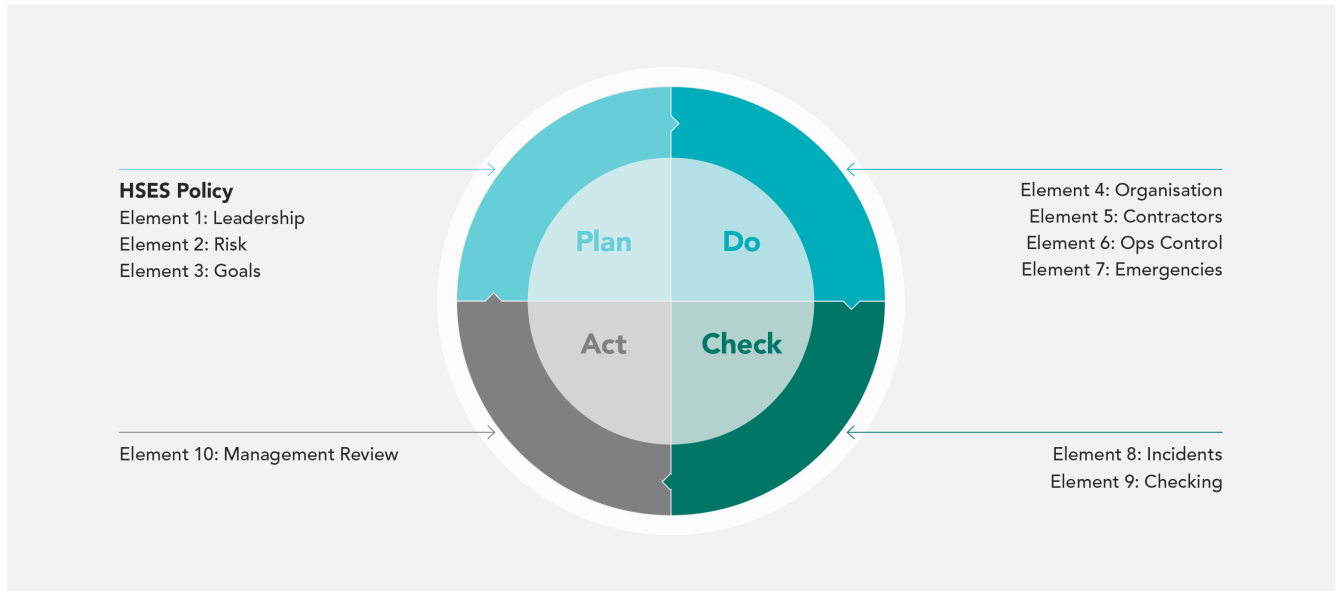 Plan
Do
Act
Check
HSES Policy
Element 1: Leadership
Element 2: Risk
Element 3: Goals
Element 4: Organisation
Element 5: Contractors
Element 6: Ops Control
Element 7: Emergencies
Element 10: Management Review
Element 8: Incidents
Element 9: Checking